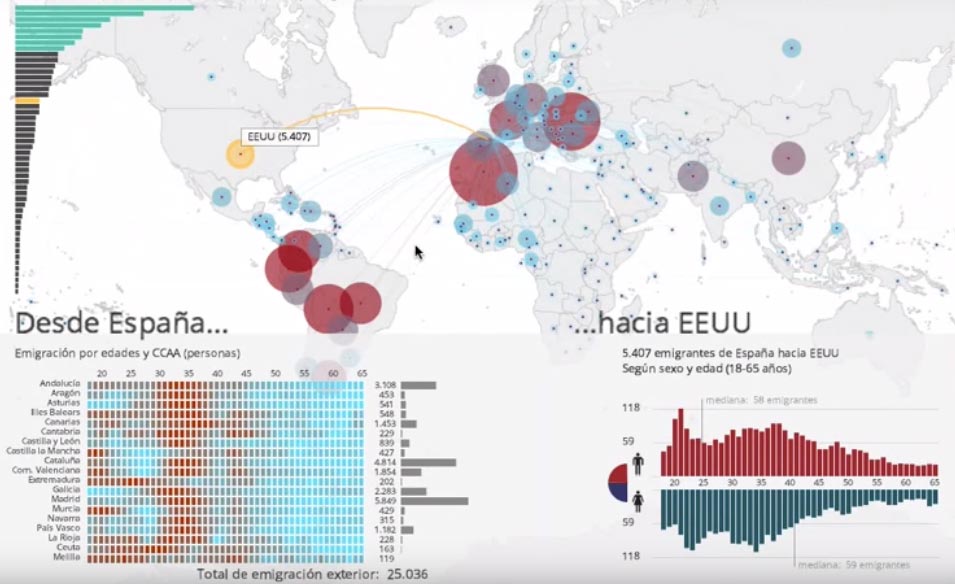 EEUU (5.407)
Desde España...
Emigración por edades y CCAA (personas)
20 25 30 35 40 45 50 55 60 65
Andalucía 3.108
Aragón 453
Asturias 541
Illes Balears 548
Canarias 1.453
Cantabria 229
Castilla y León 839
Castilla la Mancha 427
Cataluña 4.814
Com. Valenciana 1.854
Extremadura 202
Galicia 2.283
Madrid 5.849
Murcia 429
Navarra 315
País Vasco 1.182
La Rioja 228
Ceuta 163
Melilla 119
Total de emigración exterior: 25.036
...hacia EEUU
5.407 emigrantes de España hacia EEUU
Según sexo y edad (18-65 años)
mediana: 58 emigrantes
118
59
20 25 30 35 40 45 50 55 60 65
59
118
mediana: 59 emigrantes